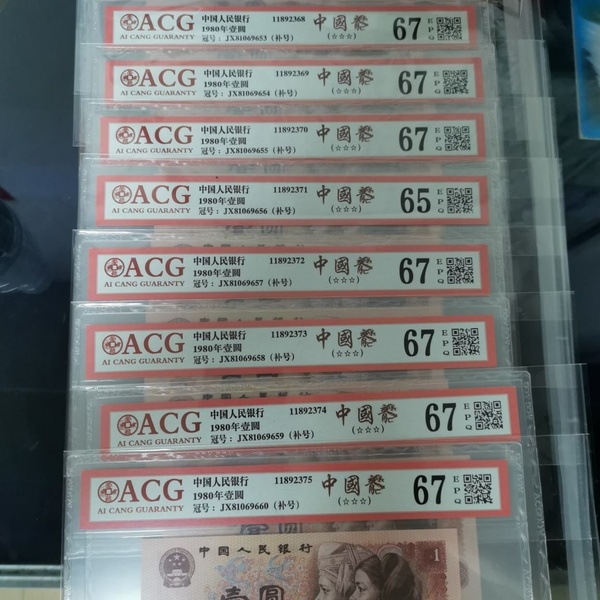 ACG
AI CANG GUARANTY
中国人民银行 11892368
1980年壹圆
冠号：JX81069653（补号）
中國龍
(☆☆☆)
67
EPQ
ACG
AI CANG GUARANTY
中国人民银行 11892369
1980年壹圆
冠号：JX81069654（补号）
中國龍
(☆☆☆)
67
EPQ
ACG
AI CANG GUARANTY
中国人民银行 11892370
1980年壹圆
冠号：JX81069655（补号）
中國龍
(☆☆☆)
67
EPQ
ACG
AI CANG GUARANTY
中国人民银行 11892371
1980年壹圆
冠号：JX81069656（补号）
中國龍
(☆☆☆)
65
EPQ
ACG
AI CANG GUARANTY
中国人民银行 11892372
1980年壹圆
冠号：JX81069657（补号）
中國龍
(☆☆☆)
67
EPQ
ACG
AI CANG GUARANTY
中国人民银行 11892373
1980年壹圆
冠号：JX81069658（补号）
中國龍
(☆☆☆)
67
EPQ
ACG
AI CANG GUARANTY
中国人民银行 11892374
1980年壹圆
冠号：JX81069659（补号）
中國龍
(☆☆☆)
67
EPQ
ACG
AI CANG GUARANTY
中国人民银行 11892375
1980年壹圆
冠号：JX81069660（补号）
中國龍
(☆☆☆)
67
EPQ
中国人民银行
壹圆
1